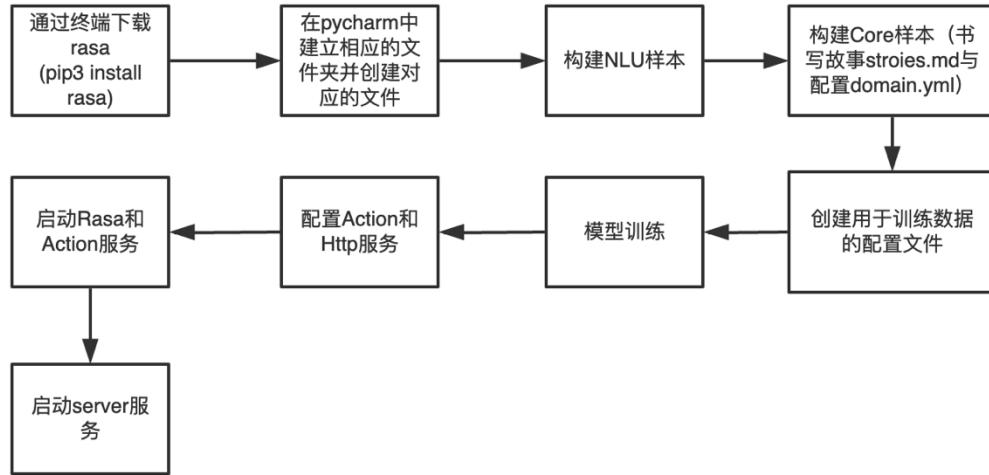 通过终端下载
rasa
(pip3 install
rasa)
在pycharm中
建立相应的文
件夹并创建对
应的文件
构建NLU样本
构建Core样本（书
写故事stroies.md与
配置domain.yml）
创建用于训练数据
的配置文件
模型训练
配置Action和
Http服务
启动Rasa和
Action服务
启动server服
务